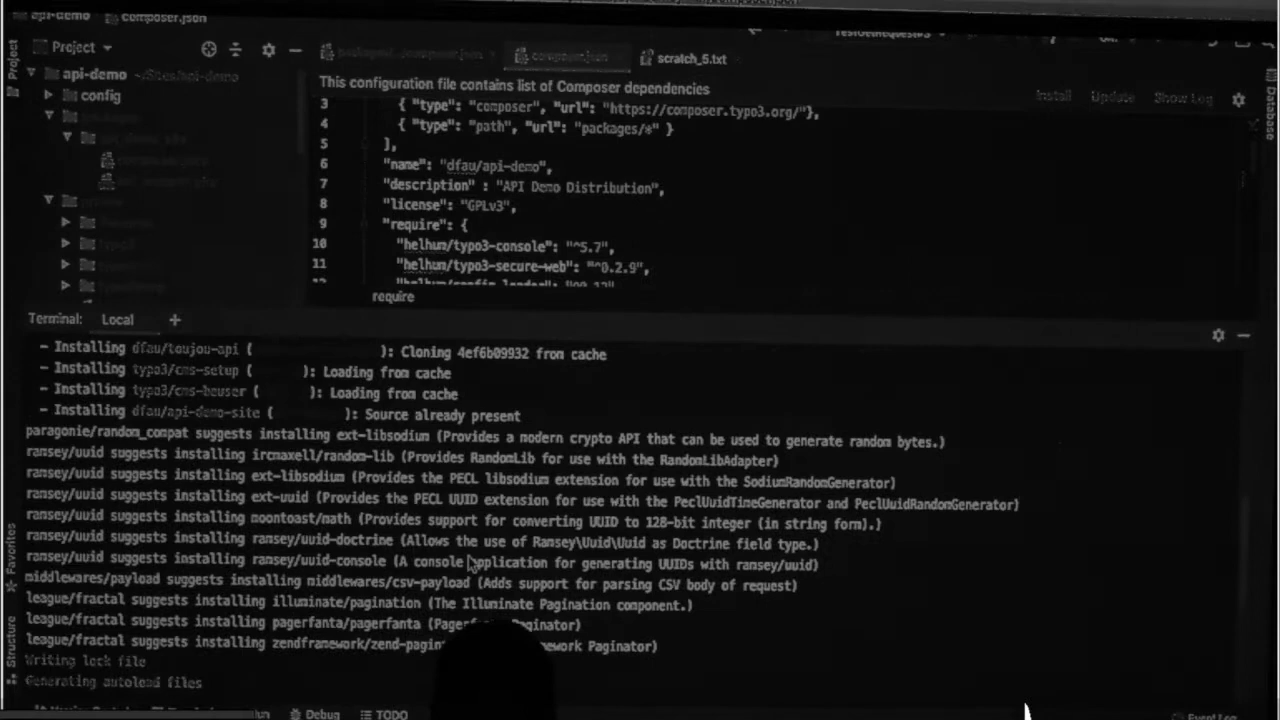 api-demo composer.json
Project
composer.json
scratch_5.txt
api-demo ~/Sites/api-demo
config
This configuration file contains list of Composer dependencies
Install Update Show Log
3 { "type": "composer", "url": "https://composer.typo3.org/"},
4 { "type": "path", "url": "packages/*" }
5 ],
6 "name": "dfau/api-demo",
7 "description" : "API Demo Distribution",
8 "license": "GPLv3",
9 "require": {
10 "helhum/typo3-console": "^5.7",
11 "helhum/typo3-secure-web": "^0.2.9",
require
Project
Database
Terminal: Local +
- Installing dfau/toujou-api ( ): Cloning 4ef6b09932 from cache
- Installing typo3/cms-setup ( ): Loading from cache
- Installing typo3/cms-beuser ( ): Loading from cache
- Installing dfau/api-demo-site ( ): Source already present
paragonie/random_compat suggests installing ext-libsodium (Provides a modern crypto API that can be used to generate random bytes.)
ramsey/uuid suggests installing ircmaxell/random-lib (Provides RandomLib for use with the RandomLibAdapter)
ramsey/uuid suggests installing ext-libsodium (Provides the PECL libsodium extension for use with the SodiumRandomGenerator)
ramsey/uuid suggests installing ext-uuid (Provides the PECL UUID extension for use with the PeclUuidTimeGenerator and PeclUuidRandomGenerator)
ramsey/uuid suggests installing moontoast/math (Provides support for converting UUID to 128-bit integer (in string form).)
ramsey/uuid suggests installing ramsey/uuid-doctrine (Allows the use of Ramsey\Uuid\Uuid as Doctrine field type.)
ramsey/uuid suggests installing ramsey/uuid-console (A console application for generating UUIDs with ramsey/uuid)
middlewares/payload suggests installing middlewares/csv-payload (Adds support for parsing CSV body of request)
league/fractal suggests installing illuminate/pagination (The Illuminate Pagination component.)
league/fractal suggests installing pagerfanta/pagerfanta
league/fractal suggests installing Paginator)
Writing lock file
Generating autoload files
Favorites
Structure
Debug TODO
Event Log